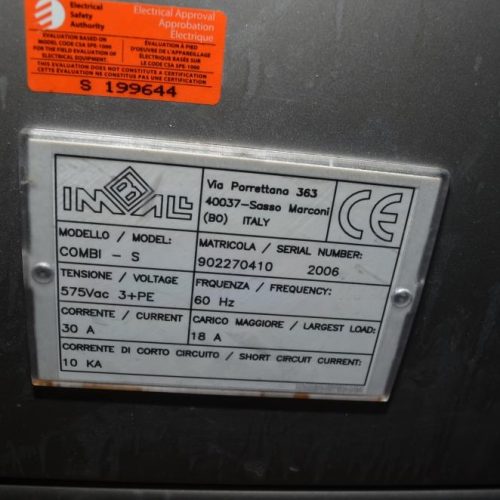 Electrical
Safety
Authority
Electrical Approval
Approbation
Électrique
EVALUATION BASED ON
MODEL CODE CSA SPE-1000
FOR THE FIELD EVALUATION OF
ELECTRICAL EQUIPMENT.
ÉVALUATION À PIED
D'OEUVRE DE L'APPAREILLAGE
ÉLECTRIQUE BASÉE SUR
LE CODE CSA SPE-1000
THIS EVALUATION DOES NOT CONSTITUTE A CERTIFICATION
CETTE ÉVALUATION NE CONSTITUE PAS UNE CERTIFICATION
S 199644
INBALL
Via Porrettana 363
40037-Sasso Marconi
(BO) ITALY
CE
MODELLO / MODEL:
COMBI - S
MATRICOLA / SERIAL NUMBER:
902270410 2006
TENSIONE / VOLTAGE
575Vac 3+PE
FRQUENZA / FREQUENCY:
60 Hz
CORRENTE / CURRENT
30 A
CARICO MAGGIORE / LARGEST LOAD:
18 A
CORRENTE DI CORTO CIRCUITO / SHORT CIRCUIT CURRENT:
10 KA